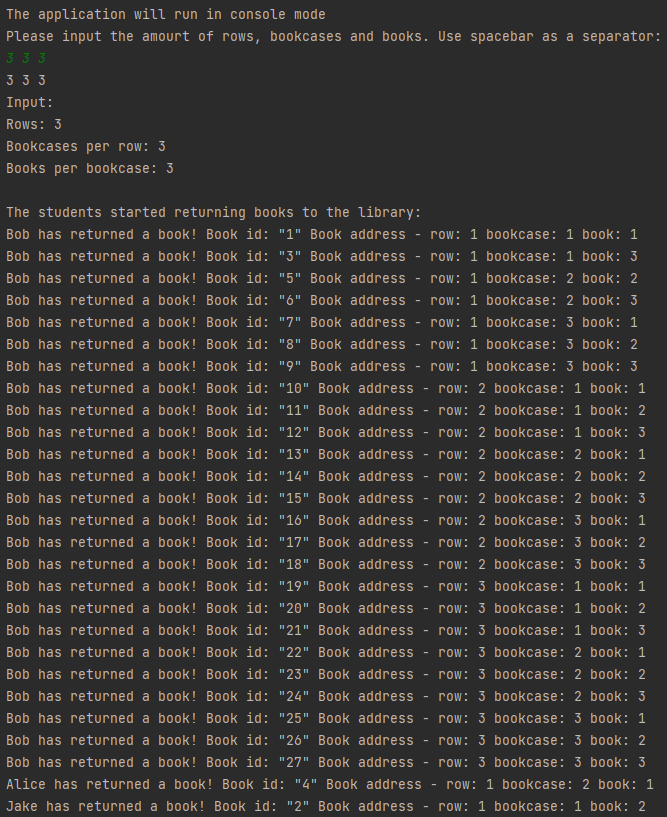 The application will run in console mode
Please input the amourt of rows, bookcases and books. Use spacebar as a separator:
3 3 3
3 3 3
Input:
Rows: 3
Bookcases per row: 3
Books per bookcase: 3
The students started returning books to the library:
Bob has returned a book! Book id: "1" Book address - row: 1 bookcase: 1 book: 1
Bob has returned a book! Book id: "3" Book address - row: 1 bookcase: 1 book: 3
Bob has returned a book! Book id: "5" Book address - row: 1 bookcase: 2 book: 2
Bob has returned a book! Book id: "6" Book address - row: 1 bookcase: 2 book: 3
Bob has returned a book! Book id: "7" Book address - row: 1 bookcase: 3 book: 1
Bob has returned a book! Book id: "8" Book address - row: 1 bookcase: 3 book: 2
Bob has returned a book! Book id: "9" Book address - row: 1 bookcase: 3 book: 3
Bob has returned a book! Book id: "10" Book address - row: 2 bookcase: 1 book: 1
Bob has returned a book! Book id: "11" Book address - row: 2 bookcase: 1 book: 2
Bob has returned a book! Book id: "12" Book address - row: 2 bookcase: 1 book: 3
Bob has returned a book! Book id: "13" Book address - row: 2 bookcase: 2 book: 1
Bob has returned a book! Book id: "14" Book address - row: 2 bookcase: 2 book: 2
Bob has returned a book! Book id: "15" Book address - row: 2 bookcase: 2 book: 3
Bob has returned a book! Book id: "16" Book address - row: 2 bookcase: 3 book: 1
Bob has returned a book! Book id: "17" Book address - row: 2 bookcase: 3 book: 2
Bob has returned a book! Book id: "18" Book address - row: 2 bookcase: 3 book: 3
Bob has returned a book! Book id: "19" Book address - row: 3 bookcase: 1 book: 1
Bob has returned a book! Book id: "20" Book address - row: 3 bookcase: 1 book: 2
Bob has returned a book! Book id: "21" Book address - row: 3 bookcase: 1 book: 3
Bob has returned a book! Book id: "22" Book address - row: 3 bookcase: 2 book: 1
Bob has returned a book! Book id: "23" Book address - row: 3 bookcase: 2 book: 2
Bob has returned a book! Book id: "24" Book address - row: 3 bookcase: 2 book: 3
Bob has returned a book! Book id: "25" Book address - row: 3 bookcase: 3 book: 1
Bob has returned a book! Book id: "26" Book address - row: 3 bookcase: 3 book: 2
Bob has returned a book! Book id: "27" Book address - row: 3 bookcase: 3 book: 3
Alice has returned a book! Book id: "4" Book address - row: 1 bookcase: 2 book: 1
Jake has returned a book! Book id: "2" Book address - row: 1 bookcase: 1 book: 2